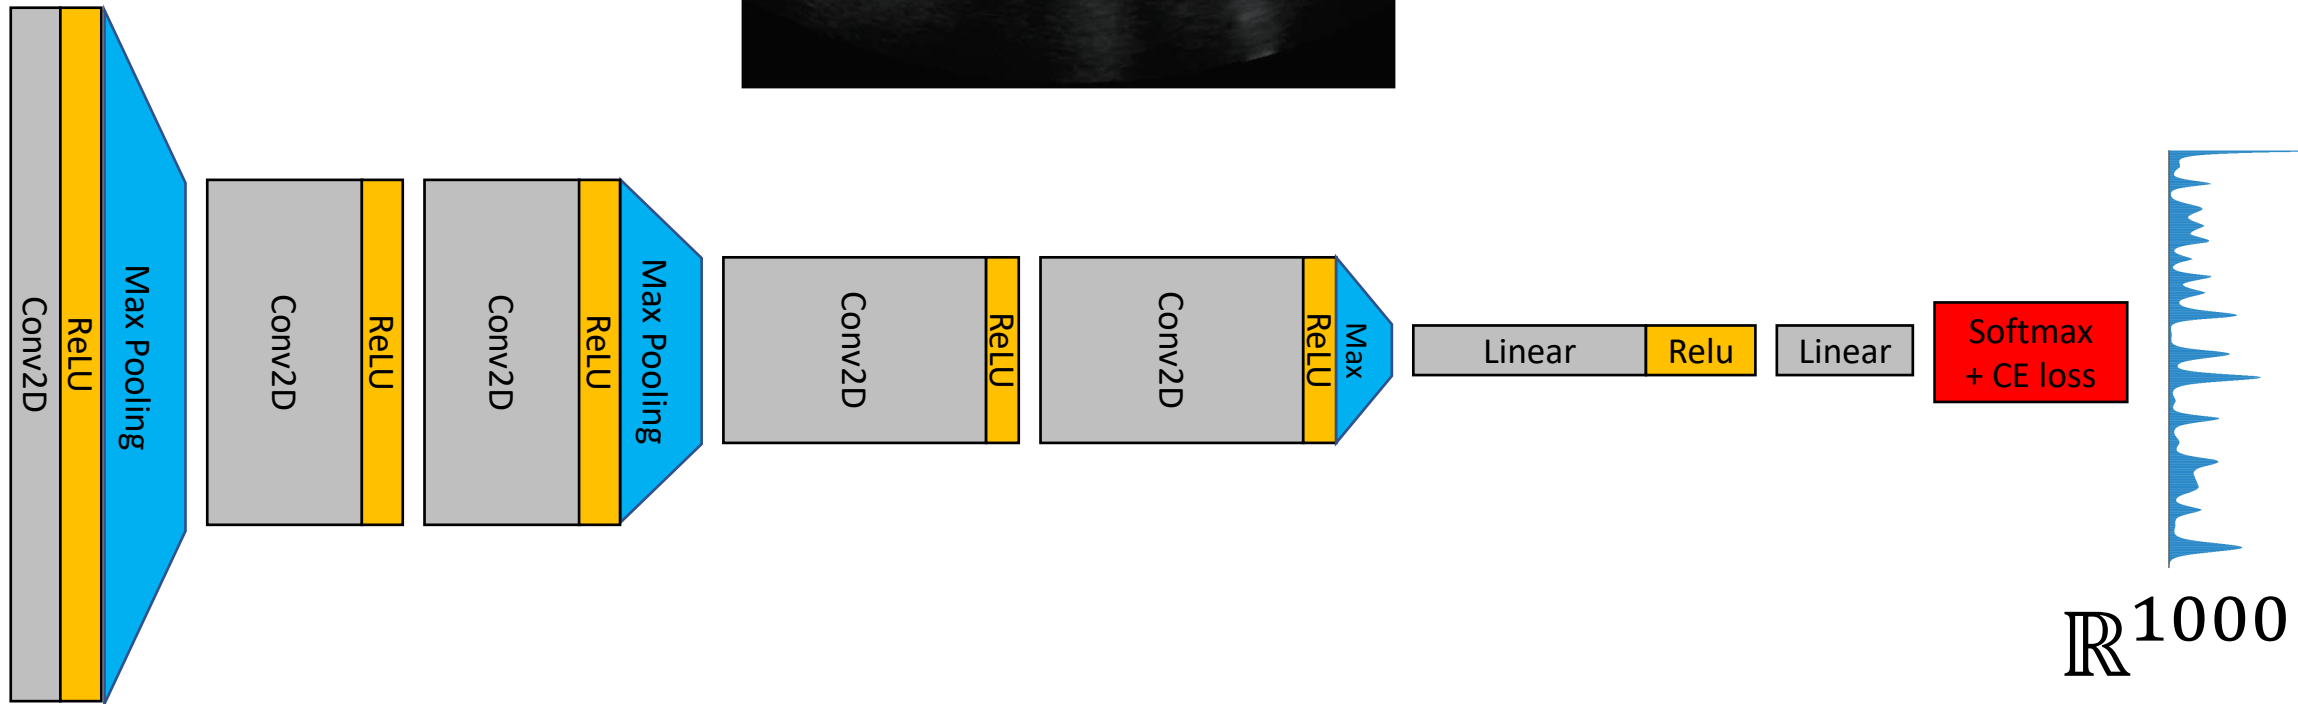 Conv2D
ReLU
Max Pooling
Conv2D
ReLU
Conv2D
ReLU
Max Pooling
Conv2D
ReLU
Conv2D
ReLU
Max
Linear
Relu
Linear
Softmax
+ CE loss
ℝ¹⁰⁰⁰